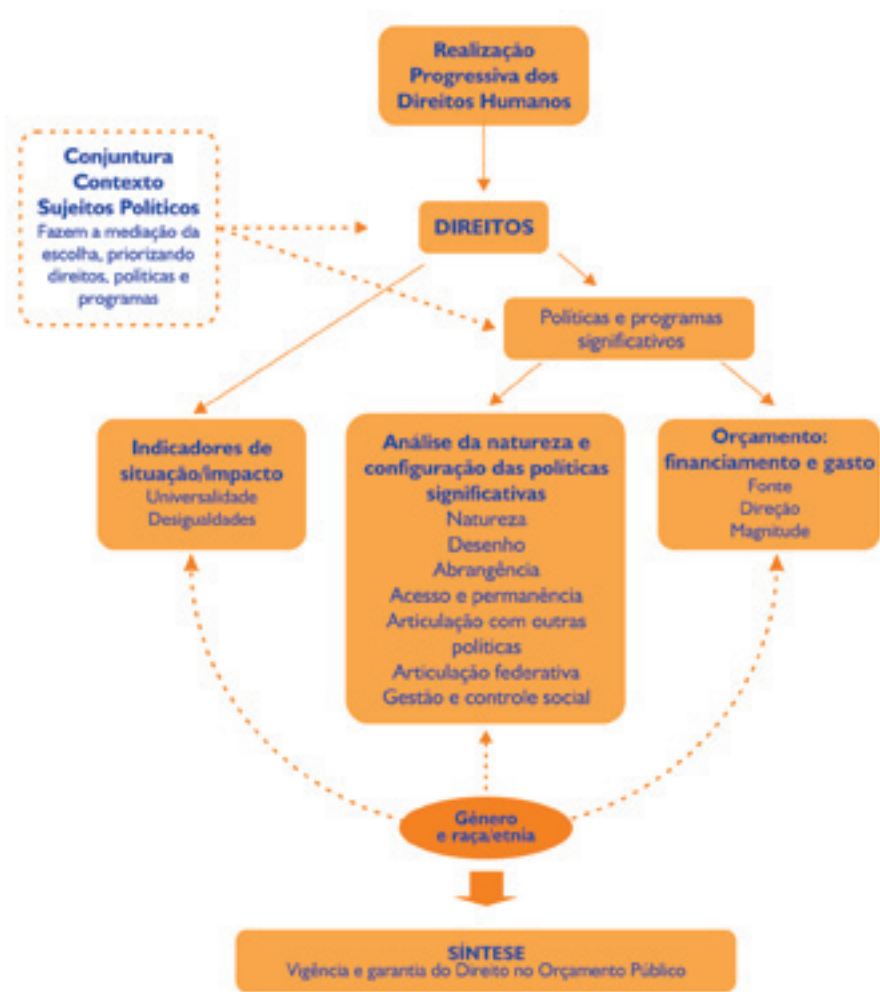 Realização
Progressiva dos
Direitos Humanos
Conjuntura
Contexto
Sujeitos Políticos
Fazem a mediação da
escolha, priorizando
direitos, políticas e
programas
DIREITOS
Políticas e programas
significativos
Indicadores de
situação/impacto
Universalidade
Desigualdades
Análise da natureza e
configuração das políticas
significativas
Natureza
Desenho
Abrangência
Acesso e permanência
Articulação com outras
políticas
Articulação federativa
Gestão e controle social
Orçamento:
financiamento e gasto
Fonte
Direção
Magnitude
Gênero
e raça/etnia
SÍNTESE
Vigência e garantia do Direito no Orçamento Público